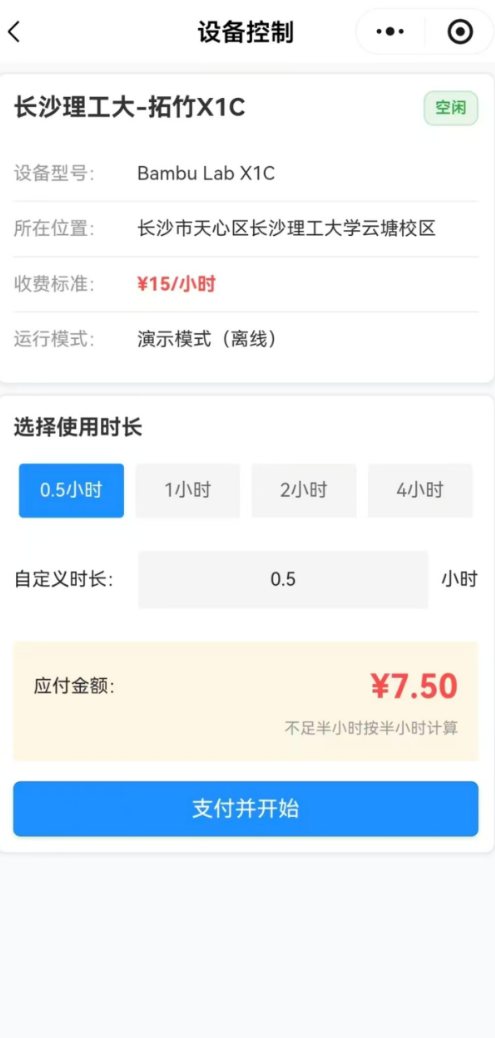 设备控制
长沙理工大-拓竹X1C
空闲
设备型号: Bambu Lab X1C
所在位置: 长沙市天心区长沙理工大学云塘校区
收费标准: ¥15/小时
运行模式: 演示模式（离线）
选择使用时长
0.5小时 1小时 2小时 4小时
自定义时长: 0.5 小时
应付金额: ¥7.50
不足半小时按半小时计算
支付并开始